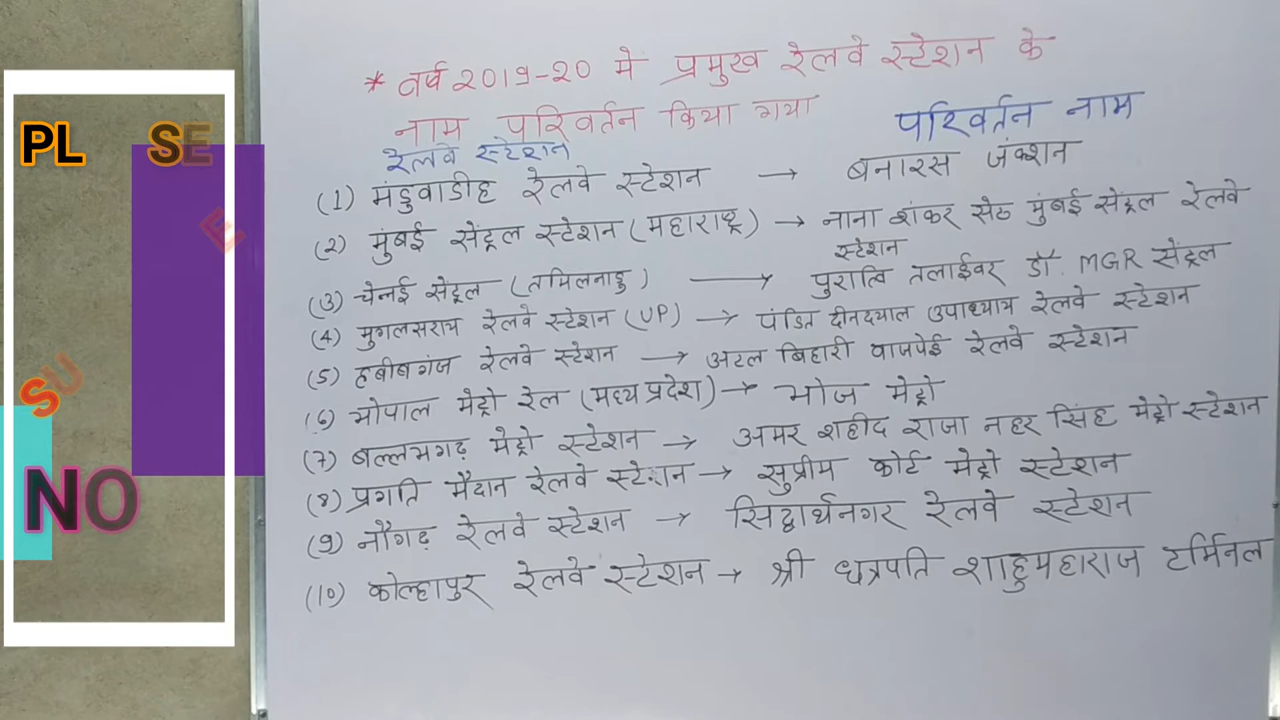 PL SE
E
SU
NO
* वर्ष 2019-20 में प्रमुख रेलवे स्टेशन के
नाम परिवर्तन किया गया
परिवर्तन नाम
रेलवे स्टेशन
(1) मंडुवाडीह रेलवे स्टेशन → बनारस जंक्शन
(2) मुंबई सेंट्रल स्टेशन (महाराष्ट्र) → नाना शंकर सेठ मुंबई सेंट्रल रेलवे
स्टेशन
(3) चेन्नई सेंट्रल (तमिलनाडु) → पुरात्वि तलाईवर डॉ. MGR सेंट्रल
(4) मुगलसराय रेलवे स्टेशन (UP) → पंडित दीनदयाल उपाध्याय रेलवे स्टेशन
(5) हबीबगंज रेलवे स्टेशन → अटल बिहारी वाजपेई रेलवे स्टेशन
(6) भोपाल मेट्रो रेल (मध्य प्रदेश) → भोज मेट्रो
(7) बल्लभगढ़ मेट्रो स्टेशन → अमर शहीद राजा नहर सिंह मेट्रो स्टेशन
(8) प्रगति मैदान रेलवे स्टेशन → सुप्रीम कोर्ट मेट्रो स्टेशन
(9) नौगढ़ रेलवे स्टेशन → सिद्वार्थनगर रेलवे स्टेशन
(10) कोल्हापुर रेलवे स्टेशन → श्री छत्रपति शाहुमहाराज टर्मिनल